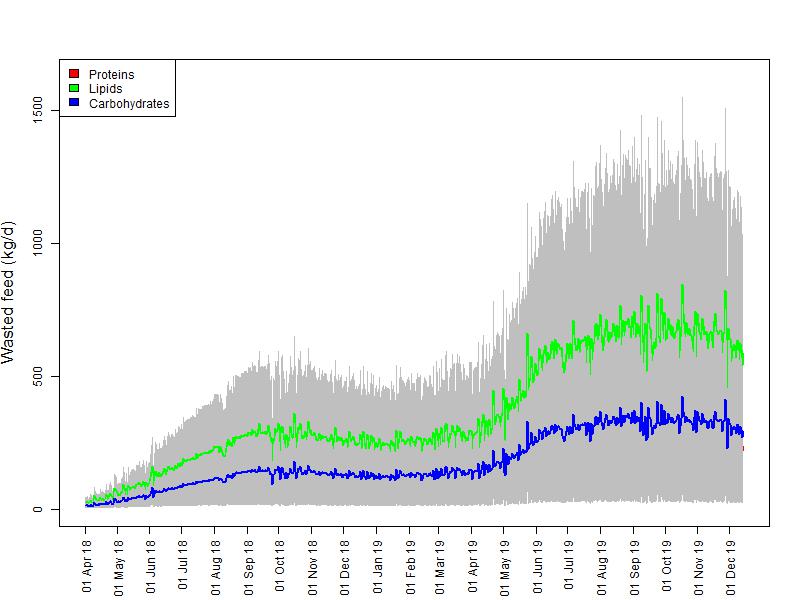 Proteins
Lipids
Carbohydrates
Wasted feed (kg/d)
1500
1000
500
0
01 Apr 18
01 May 18
01 Jun 18
01 Jul 18
01 Aug 18
01 Sep 18
01 Oct 18
01 Nov 18
01 Dec 18
01 Jan 19
01 Feb 19
01 Mar 19
01 Apr 19
01 May 19
01 Jun 19
01 Jul 19
01 Aug 19
01 Sep 19
01 Oct 19
01 Nov 19
01 Dec 19